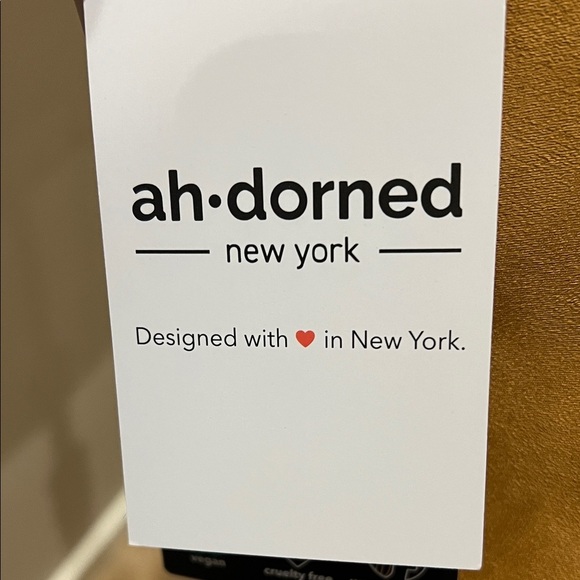 ah•dorned
new york
Designed with ♥ in New York.
vegan
cruelty free